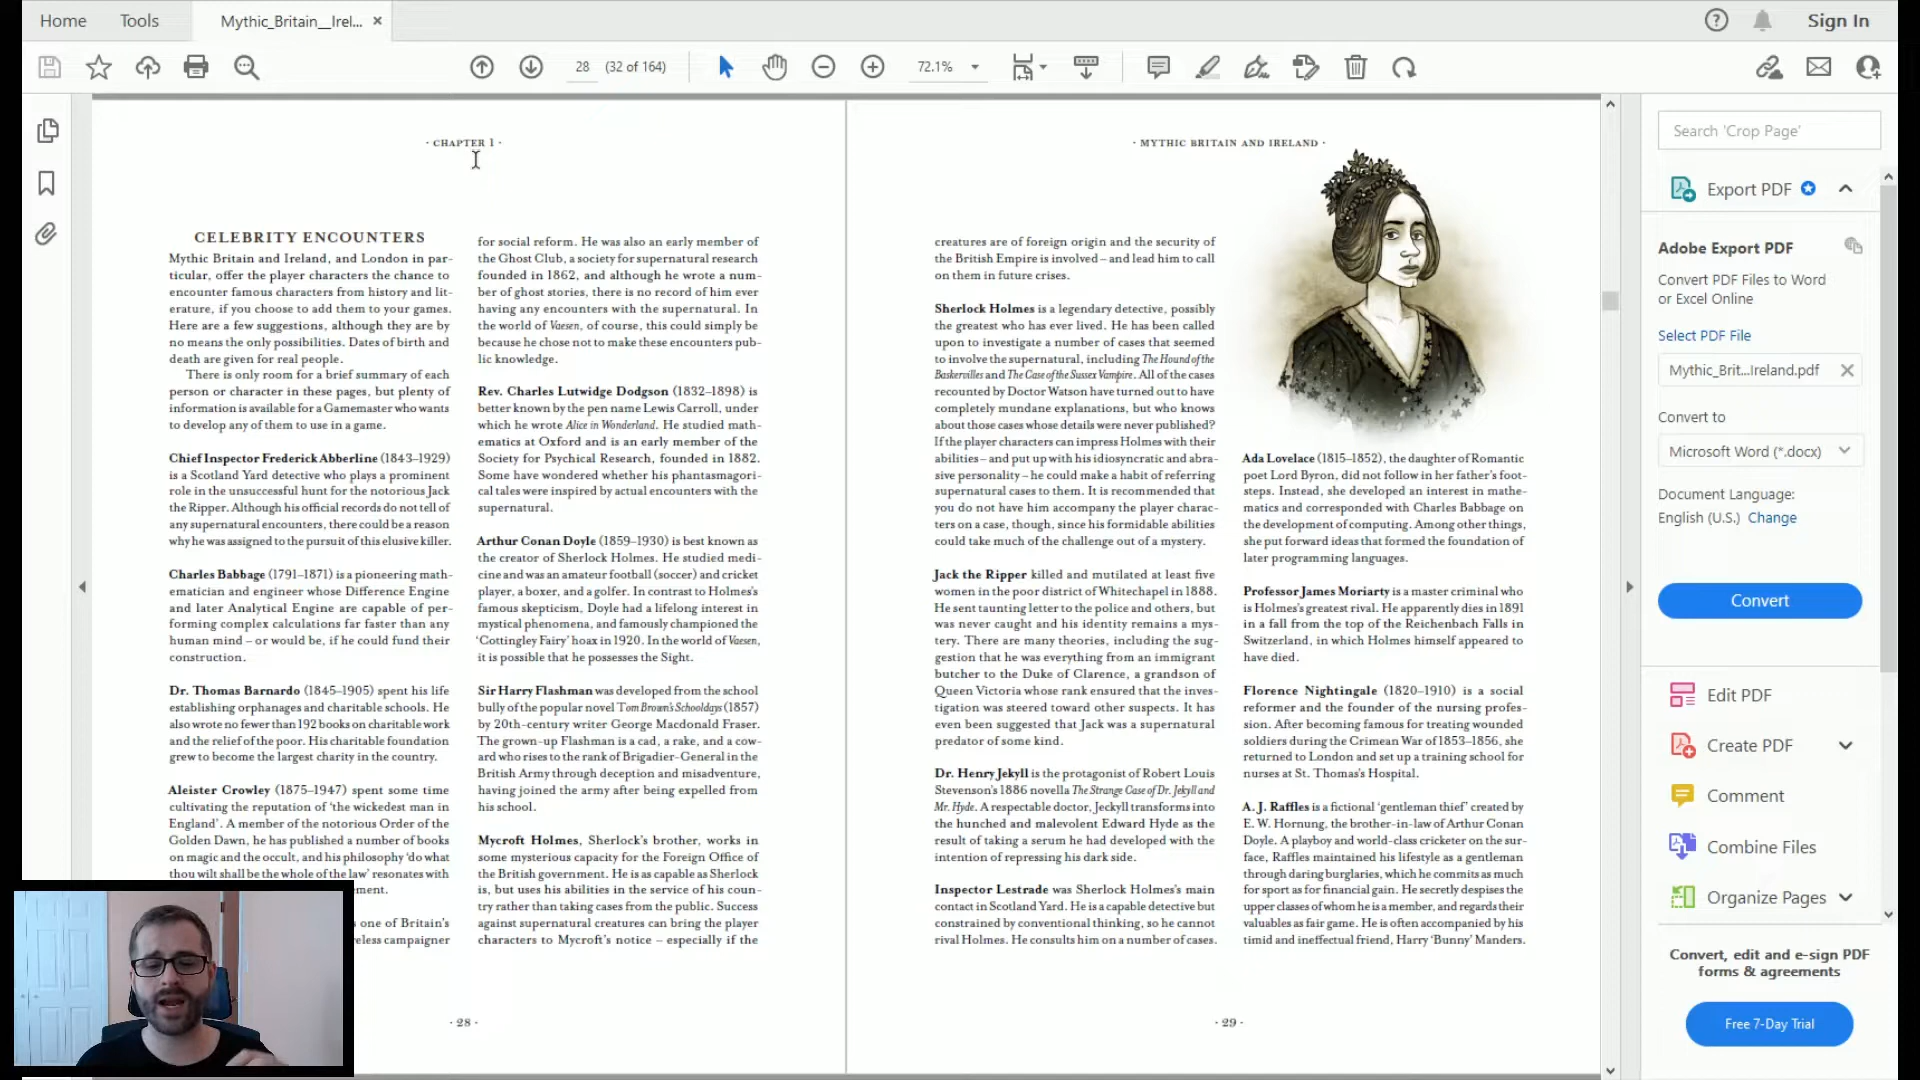 Home
Tools
Mythic_Britain__Irel...
Sign In
28
(32 of 164)
72.1%
· CHAPTER 1 ·
CELEBRITY ENCOUNTERS
Mythic Britain and Ireland, and London in par-
ticular, offer the player characters the chance to
encounter famous characters from history and lit-
erature, if you choose to add them to your games.
Here are a few suggestions, although they are by
no means the only possibilities. Dates of birth and
death are given for real people.
There is only room for a brief summary of each
person or character in these pages, but plenty of
information is available for a Gamemaster who wants
to develop any of them to use in a game.
Chief Inspector Frederick Abberline (1843–1929)
is a Scotland Yard detective who plays a prominent
role in the unsuccessful hunt for the notorious Jack
the Ripper. Although his official records do not tell of
any supernatural encounters, there could be a reason
why he was assigned to the pursuit of this elusive killer.
Charles Babbage (1791–1871) is a pioneering math-
ematician and engineer whose Difference Engine
and later Analytical Engine are capable of per-
forming complex calculations far faster than any
human mind – or would be, if he could fund their
construction.
Dr. Thomas Barnardo (1845–1905) spent his life
establishing orphanages and charitable schools. He
also wrote no fewer than 192 books on charitable work
and the relief of the poor. His charitable foundation
grew to become the largest charity in the country.
Aleister Crowley (1875–1947) spent some time
cultivating the reputation of 'the wickedest man in
England'. A member of the notorious Order of the
Golden Dawn, he has published a number of books
on magic and the occult, and his philosophy 'do what
thou wilt shall be the whole of the law' resonates with
ement.
one of Britain's
eless campaigner
for social reform. He was also an early member of
the Ghost Club, a society for supernatural research
founded in 1862, and although he wrote a num-
ber of ghost stories, there is no record of him ever
having any encounters with the supernatural. In
the world of Vaesen, of course, this could simply be
because he chose not to make these encounters pub-
lic knowledge.
Rev. Charles Lutwidge Dodgson (1832–1898) is
better known by the pen name Lewis Carroll, under
which he wrote Alice in Wonderland. He studied math-
ematics at Oxford and is an early member of the
Society for Psychical Research, founded in 1882.
Some have wondered whether his phantasmagori-
cal tales were inspired by actual encounters with the
supernatural.
Arthur Conan Doyle (1859–1930) is best known as
the creator of Sherlock Holmes. He studied medi-
cine and was an amateur football (soccer) and cricket
player, a boxer, and a golfer. In contrast to Holmes's
famous skepticism, Doyle had a lifelong interest in
mystical phenomena, and famously championed the
'Cottingley Fairy' hoax in 1920. In the world of Vaesen,
it is possible that he possesses the Sight.
Sir Harry Flashman was developed from the school
bully of the popular novel Tom Brown's Schooldays (1857)
by 20th-century writer George Macdonald Fraser.
The grown-up Flashman is a cad, a rake, and a cow-
ard who rises to the rank of Brigadier-General in the
British Army through deception and misadventure,
having joined the army after being expelled from
his school.
Mycroft Holmes, Sherlock's brother, works in
some mysterious capacity for the Foreign Office of
the British government. He is as capable as Sherlock
is, but uses his abilities in the service of his coun-
try rather than taking cases from the public. Success
against supernatural creatures can bring the player
characters to Mycroft's notice – especially if the
· 28 ·
· MYTHIC BRITAIN AND IRELAND ·
creatures are of foreign origin and the security of
the British Empire is involved – and lead him to call
on them in future crises.
Sherlock Holmes is a legendary detective, possibly
the greatest who has ever lived. He has been called
upon to investigate a number of cases that seemed
to involve the supernatural, including The Hound of the
Baskervilles and The Case of the Sussex Vampire. All of the cases
recounted by Doctor Watson have turned out to have
completely mundane explanations, but who knows
about those cases whose details were never published?
If the player characters can impress Holmes with their
abilities – and put up with his idiosyncratic and abra-
sive personality – he could make a habit of referring
supernatural cases to them. It is recommended that
you do not have him accompany the player charac-
ters on a case, though, since his formidable abilities
could take much of the challenge out of a mystery.
Jack the Ripper killed and mutilated at least five
women in the poor district of Whitechapel in 1888.
He sent taunting letter to the police and others, but
was never caught and his identity remains a mys-
tery. There are many theories, including the sug-
gestion that he was everything from an immigrant
butcher to the Duke of Clarence, a grandson of
Queen Victoria whose rank ensured that the inves-
tigation was steered toward other suspects. It has
even been suggested that Jack was a supernatural
predator of some kind.
Dr. Henry Jekyll is the protagonist of Robert Louis
Stevenson's 1886 novella The Strange Case of Dr. Jekyll and
Mr. Hyde. A respectable doctor, Jeckyll transforms into
the hunched and malevolent Edward Hyde as the
result of taking a serum he had developed with the
intention of repressing his dark side.
Inspector Lestrade was Sherlock Holmes's main
contact in Scotland Yard. He is a capable detective but
constrained by conventional thinking, so he cannot
rival Holmes. He consults him on a number of cases.
Ada Lovelace (1815–1852), the daughter of Romantic
poet Lord Byron, did not follow in her father's foot-
steps. Instead, she developed an interest in mathe-
matics and corresponded with Charles Babbage on
the development of computing. Among other things,
she put forward ideas that formed the foundation of
later programming languages.
Professor James Moriarty is a master criminal who
is Holmes's greatest rival. He apparently dies in 1891
in a fall from the top of the Reichenbach Falls in
Switzerland, in which Holmes himself appeared to
have died.
Florence Nightingale (1820–1910) is a social
reformer and the founder of the nursing profes-
sion. After becoming famous for treating wounded
soldiers during the Crimean War of 1853–1856, she
returned to London and set up a training school for
nurses at St. Thomas's Hospital.
A. J. Raffles is a fictional 'gentleman thief' created by
E. W. Hornung, the brother-in-law of Arthur Conan
Doyle. A playboy and world-class cricketer on the sur-
face, Raffles maintained his lifestyle as a gentleman
through daring burglaries, which he commits as much
for sport as for financial gain. He secretly despises the
upper classes of whom he is a member, and regards their
valuables as fair game. He is often accompanied by his
timid and ineffectual friend, Harry 'Bunny' Manders.
· 29 ·
Search 'Crop Page'
Export PDF
Adobe Export PDF
Convert PDF Files to Word
or Excel Online
Select PDF File
Mythic_Brit...Ireland.pdf
Convert to
Microsoft Word (*.docx)
Document Language:
English (U.S.) Change
Convert
Edit PDF
Create PDF
Comment
Combine Files
Organize Pages
Convert, edit and e-sign PDF
forms & agreements
Free 7-Day Trial